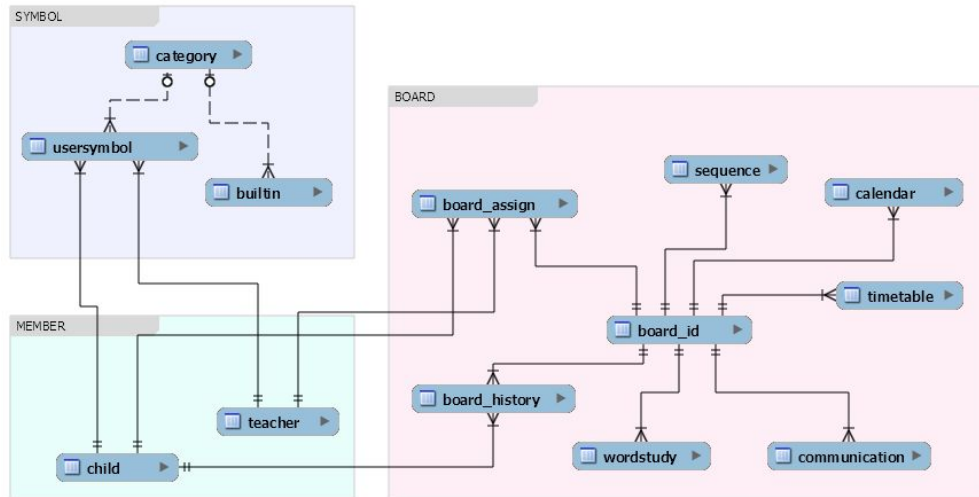 SYMBOL
category
usersymbol
builtin
BOARD
sequence
calendar
board_assign
timetable
board_id
board_history
wordstudy
communication
MEMBER
teacher
child